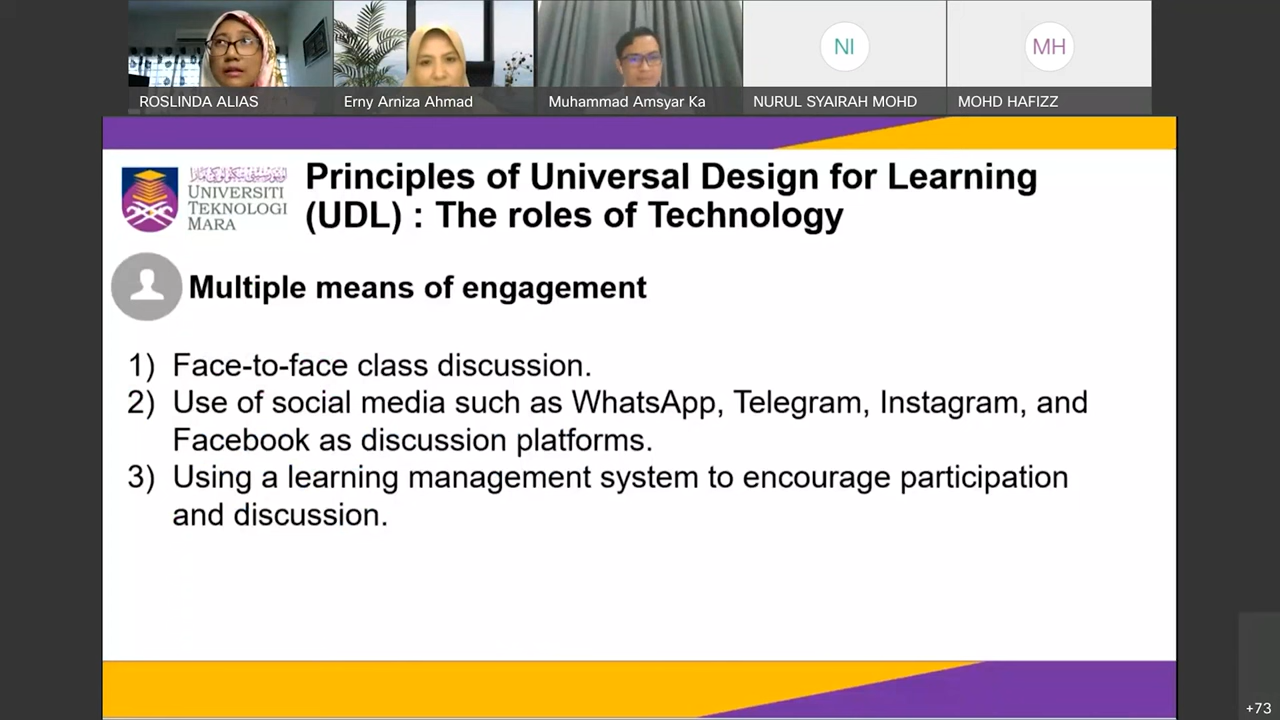 ROSLINDA ALIAS
Erny Arniza Ahmad
Muhammad Amsyar Ka
NI
NURUL SYAIRAH MOHD
MH
MOHD HAFIZZ
UNIVERSITI
TEKNOLOGI
MARA
Principles of Universal Design for Learning
(UDL) : The roles of Technology
Multiple means of engagement
1) Face-to-face class discussion.
2) Use of social media such as WhatsApp, Telegram, Instagram, and
Facebook as discussion platforms.
3) Using a learning management system to encourage participation
and discussion.
+73